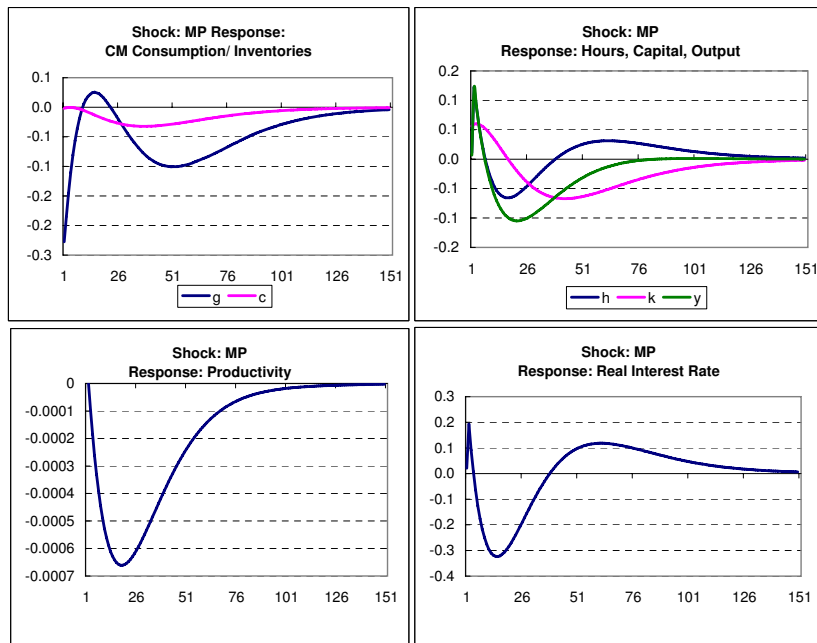 Shock: MP Response:
CM Consumption/ Inventories
0.1
0.0
-0.1
-0.1
-0.2
-0.2
-0.3
1 26 51 76 101 126 151
g c
Shock: MP
Response: Hours, Capital, Output
0.2
0.1
0.1
0.0
-0.1
-0.1
-0.2
1 26 51 76 101 126 151
h k y
Shock: MP
Response: Productivity
0
-0.0001
-0.0002
-0.0003
-0.0004
-0.0005
-0.0006
-0.0007
1 26 51 76 101 126 151
Shock: MP
Response: Real Interest Rate
0.3
0.2
0.1
0.0
-0.1
-0.2
-0.3
-0.4
1 26 51 76 101 126 151